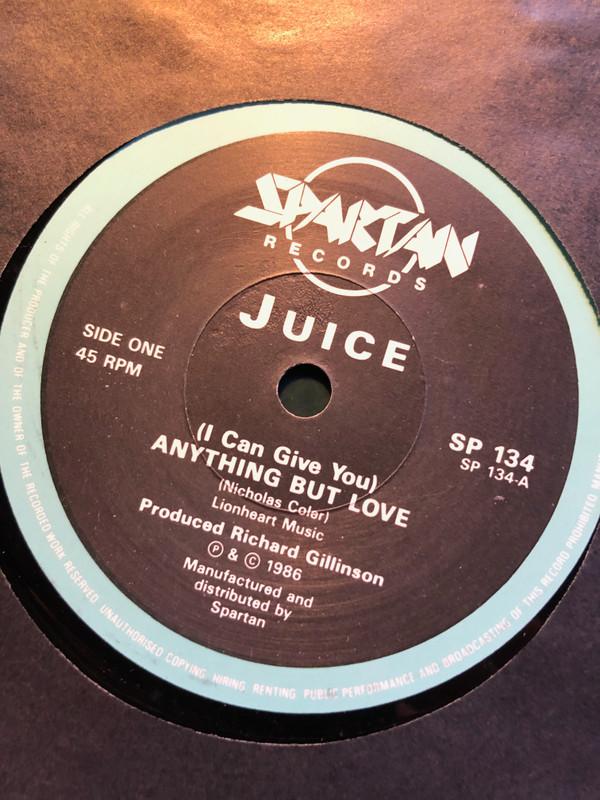 SPARTAN
RECORDS
JUICE
SIDE ONE
45 RPM
SP 134
SP 134-A
(I Can Give You)
ANYTHING BUT LOVE
(Nicholas Coler)
Lionheart Music
Produced Richard Gillinson
Ⓟ & © 1986
Manufactured and
distributed by
Spartan
ALL RIGHTS OF THE PRODUCER AND OF THE OWNER OF THE RECORDED WORK RESERVED. UNAUTHORISED COPYING, HIRING, RENTING, PUBLIC PERFORMANCE AND BROADCASTING OF THIS RECORD PROHIBITED